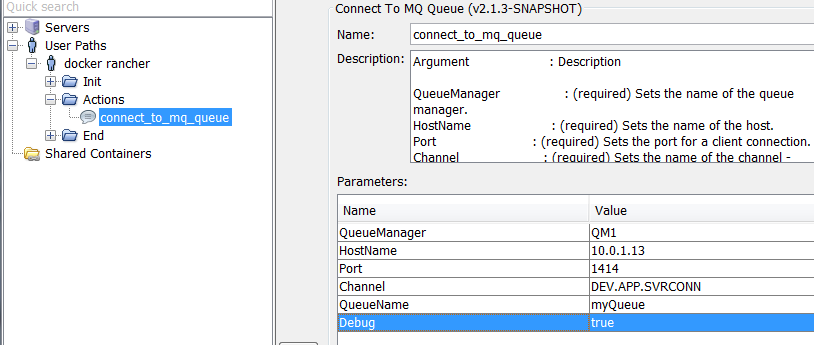 Quick search
Servers
User Paths
docker rancher
Init
Actions
connect_to_mq_queue
End
Shared Containers
Connect To MQ Queue (v2.1.3-SNAPSHOT)
Name: connect_to_mq_queue
Description: Argument : Description
QueueManager : (required) Sets the name of the queue
manager.
HostName : (required) Sets the name of the host.
Port : (required) Sets the port for a client connection.
Channel : (required) Sets the name of the channel -
Parameters:
Name Value
QueueManager QM1
HostName 10.0.1.13
Port 1414
Channel DEV.APP.SVRCONN
QueueName myQueue
Debug true